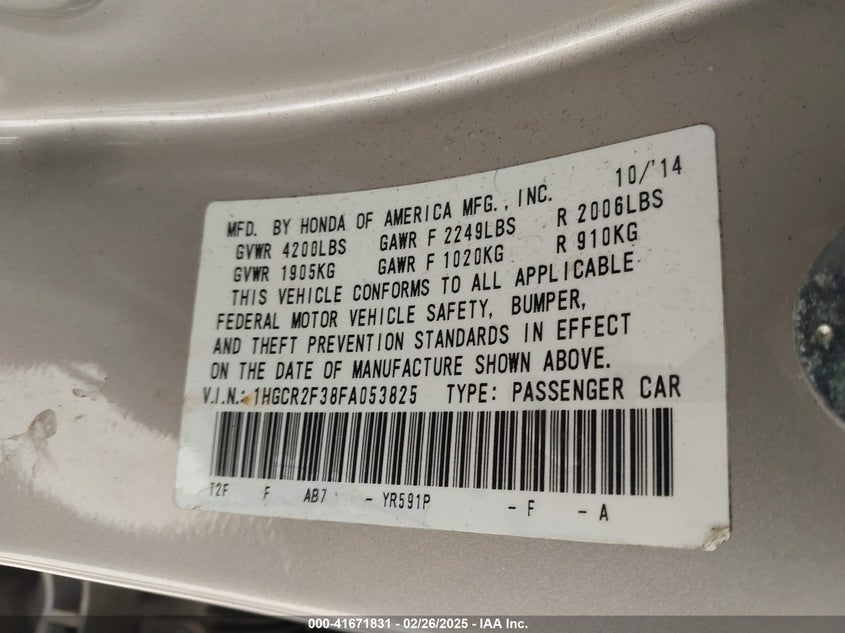 10/'14
MFD. BY HONDA OF AMERICA MFG., INC.
GVWR 4200LBS GAWR F 2249LBS R 2006LBS
GVWR 1905KG GAWR F 1020KG R 910KG
THIS VEHICLE CONFORMS TO ALL APPLICABLE
FEDERAL MOTOR VEHICLE SAFETY, BUMPER,
AND THEFT PREVENTION STANDARDS IN EFFECT
ON THE DATE OF MANUFACTURE SHOWN ABOVE.
V.I.N.: 1HGCR2F38FA053825 TYPE: PASSENGER CAR
T2F F AB7 - YR591P - F - A
000-41671831 - 02/26/2025 - IAA Inc.